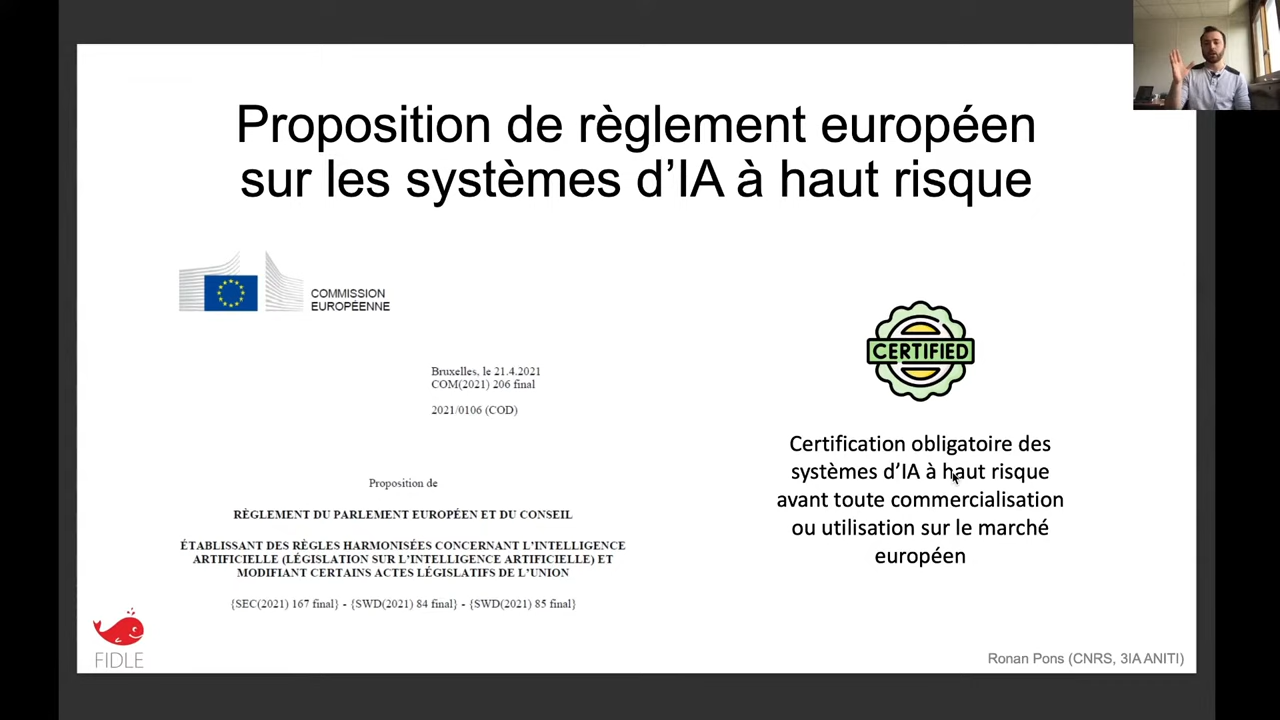 Proposition de règlement européen
sur les systèmes d’IA à haut risque
COMMISSION
EUROPÉENNE
Bruxelles, le 21.4.2021
COM(2021) 206 final
2021/0106 (COD)
Proposition de
RÈGLEMENT DU PARLEMENT EUROPÉEN ET DU CONSEIL
ÉTABLISSANT DES RÈGLES HARMONISÉES CONCERNANT L’INTELLIGENCE
ARTIFICIELLE (LÉGISLATION SUR L’INTELLIGENCE ARTIFICIELLE) ET
MODIFIANT CERTAINS ACTES LÉGISLATIFS DE L’UNION
{SEC(2021) 167 final} - {SWD(2021) 84 final} - {SWD(2021) 85 final}
CERTIFIED
Certification obligatoire des
systèmes d’IA à haut risque
avant toute commercialisation
ou utilisation sur le marché
européen
FIDLE
Ronan Pons (CNRS, 3IA ANITI)